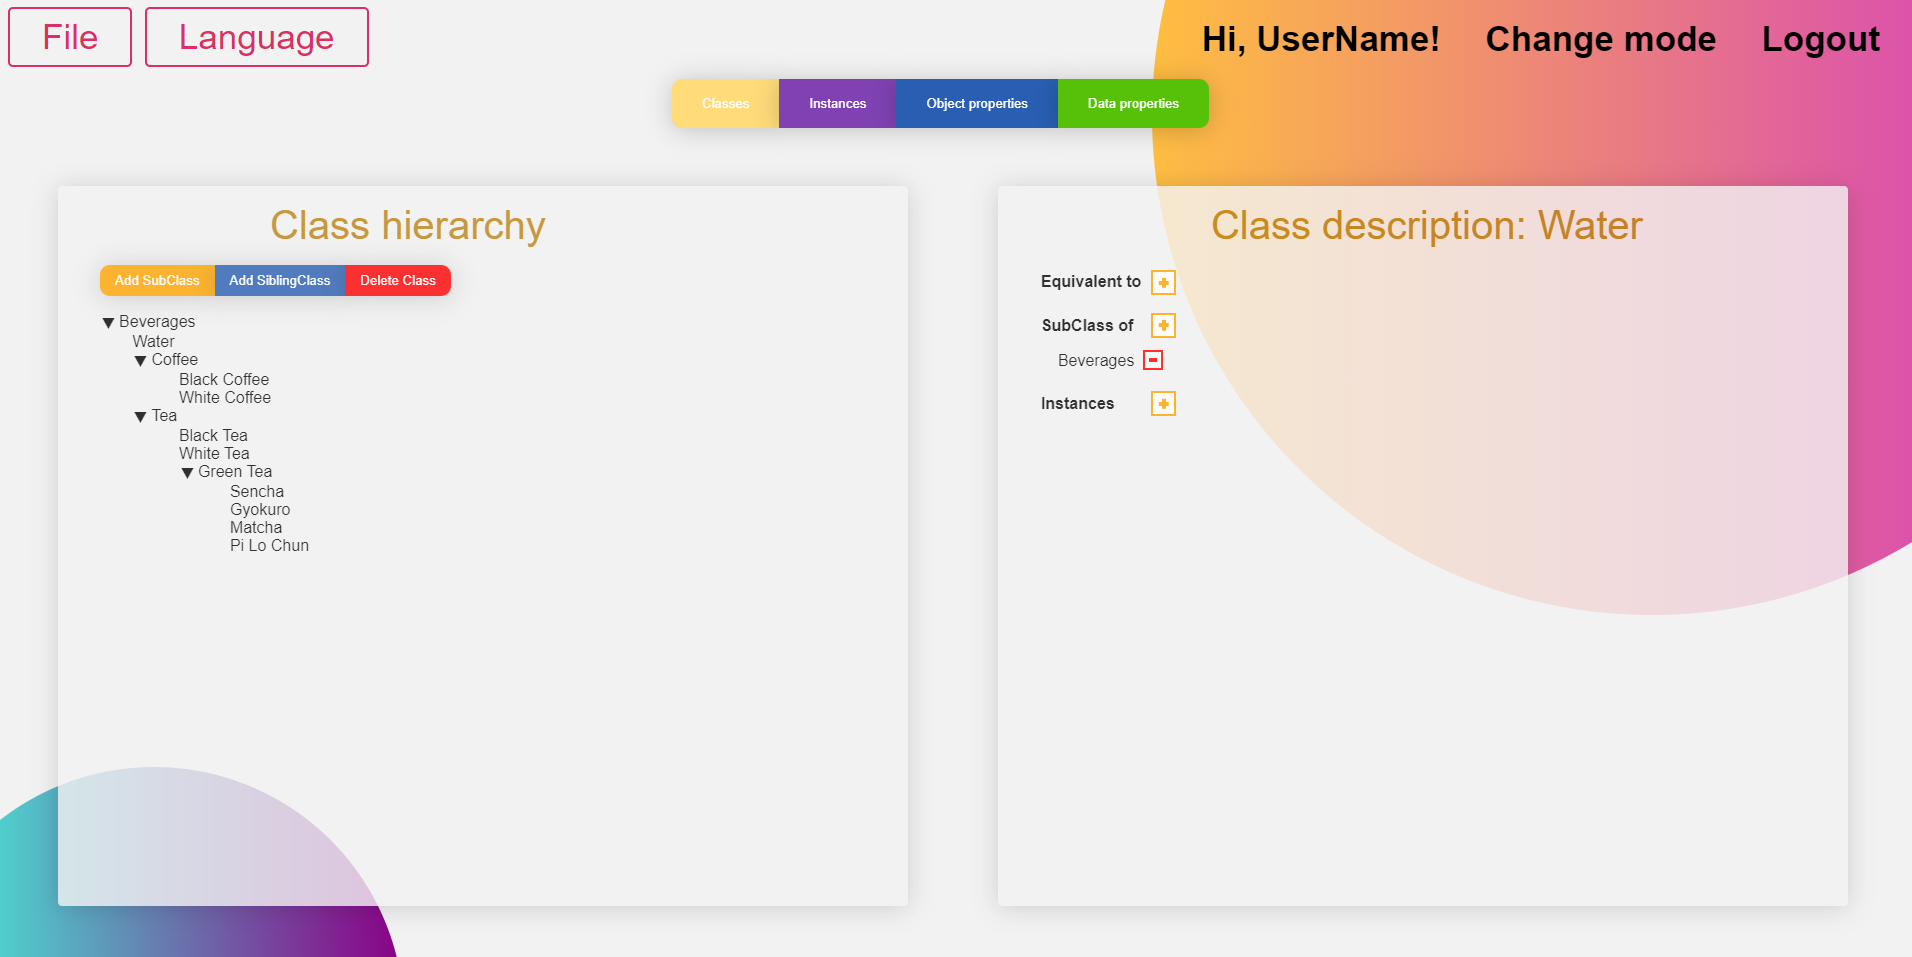 File Language Hi, UserName! Change mode Logout
Classes Instances Object properties Data properties
Class hierarchy
Add SubClass Add SiblingClass Delete Class
Beverages
Water
Coffee
Black Coffee
White Coffee
Tea
Black Tea
White Tea
Green Tea
Sencha
Gyokuro
Matcha
Pi Lo Chun
Class description: Water
Equivalent to
SubClass of
Beverages
Instances